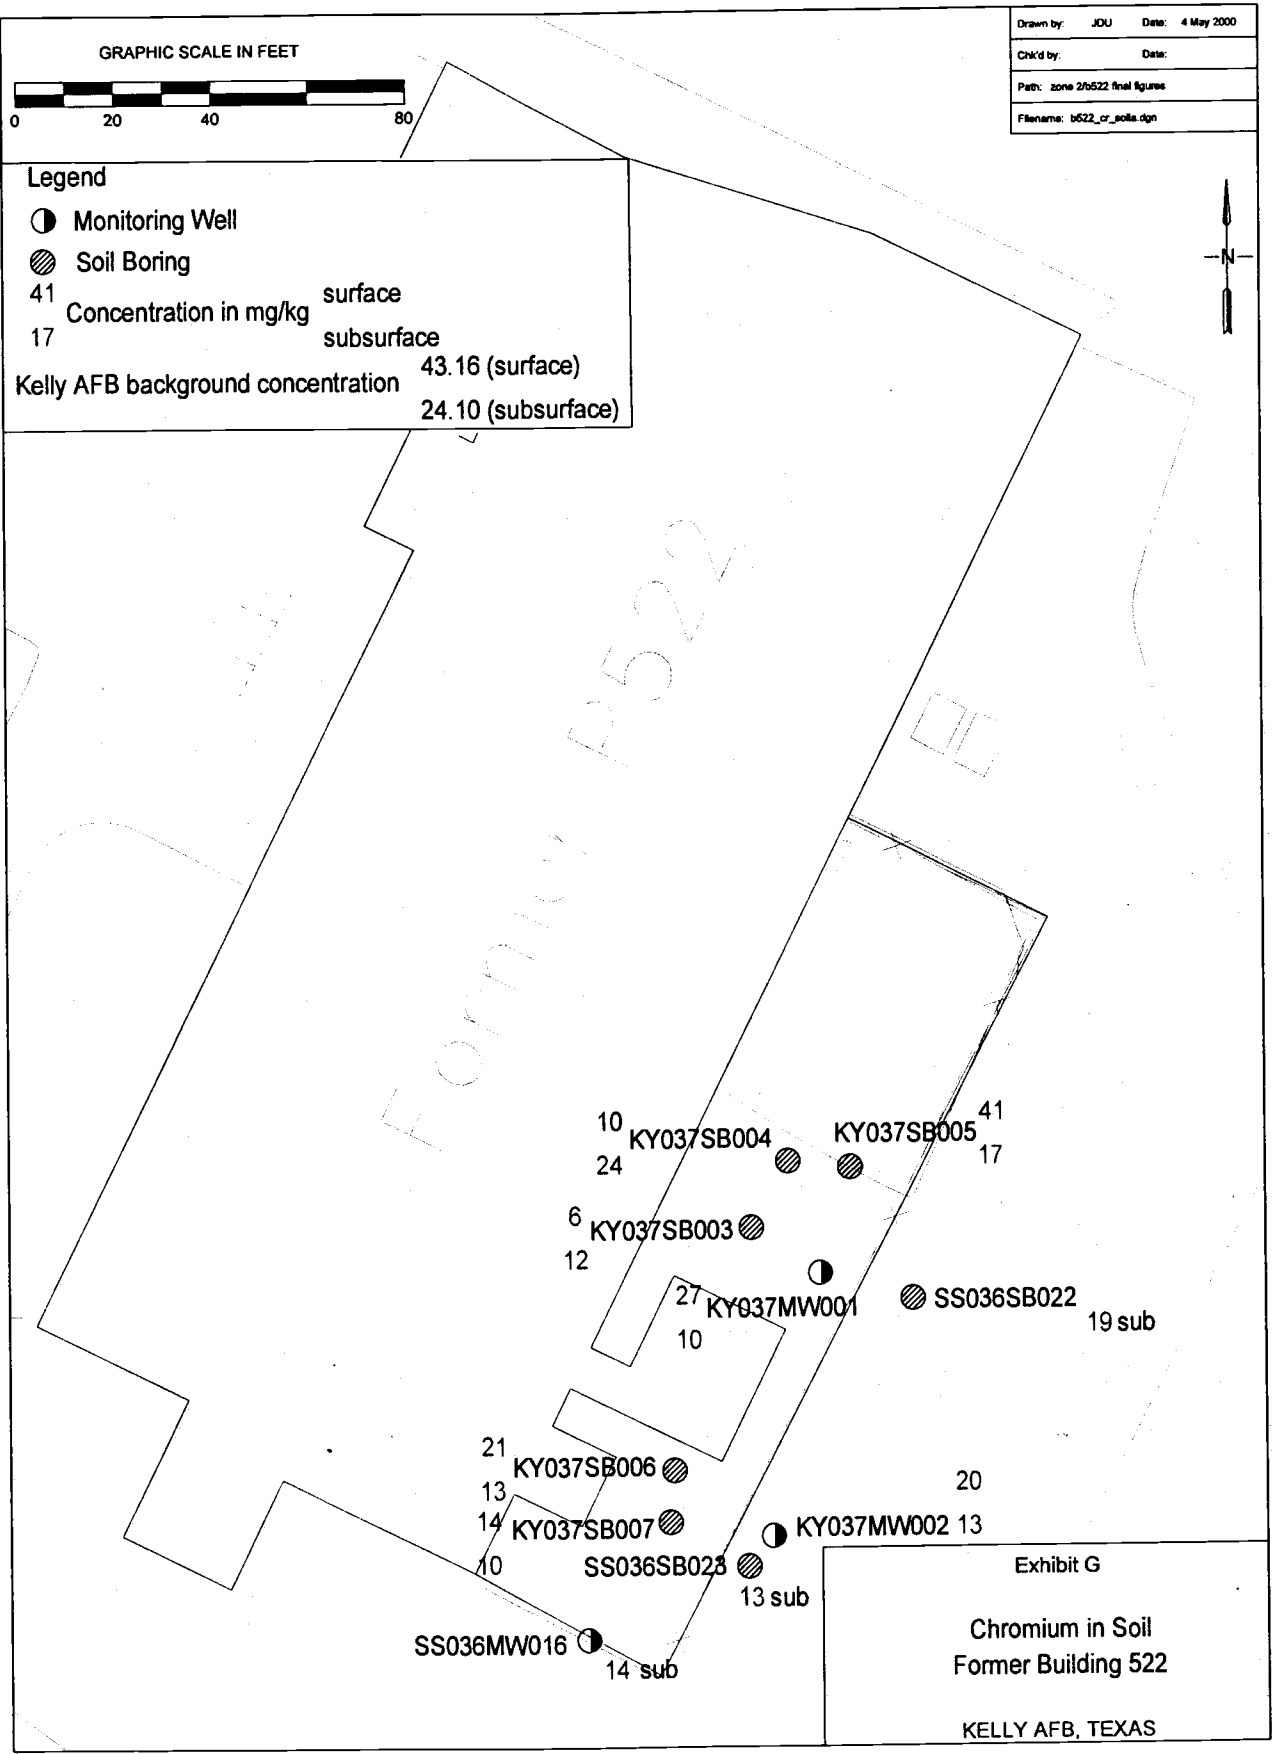 Drawn by: JDU Date: 4 May 2000
Chk'd by: Date:
Path: zone 2/b522 final figures
Filename: b522_cr_soils.dgn
GRAPHIC SCALE IN FEET
0 20 40 80
Legend
Monitoring Well
Soil Boring
41 surface
Concentration in mg/kg
17 subsurface
Kelly AFB background concentration 43.16 (surface)
24.10 (subsurface)
N
Former P522
10
KY037SB004
24
41
KY037SB005
17
6
KY037SB003
12
27
KY037MW001
10
SS036SB022
19 sub
21
KY037SB006
13
14
KY037SB007
10
20
KY037MW002 13
SS036SB023
13 sub
SS036MW016
14 sub
Exhibit G
Chromium in Soil
Former Building 522
KELLY AFB, TEXAS